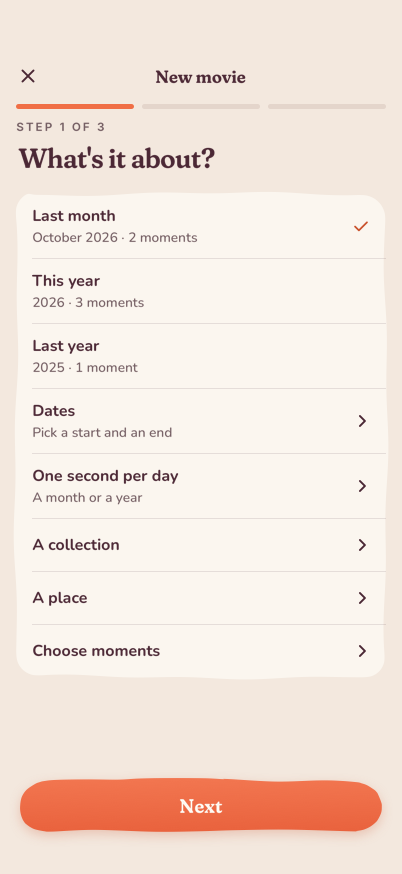 New movie
STEP 1 OF 3
What's it about?
Last month
October 2026 · 2 moments
This year
2026 · 3 moments
Last year
2025 · 1 moment
Dates
Pick a start and an end
One second per day
A month or a year
A collection
A place
Choose moments
Next